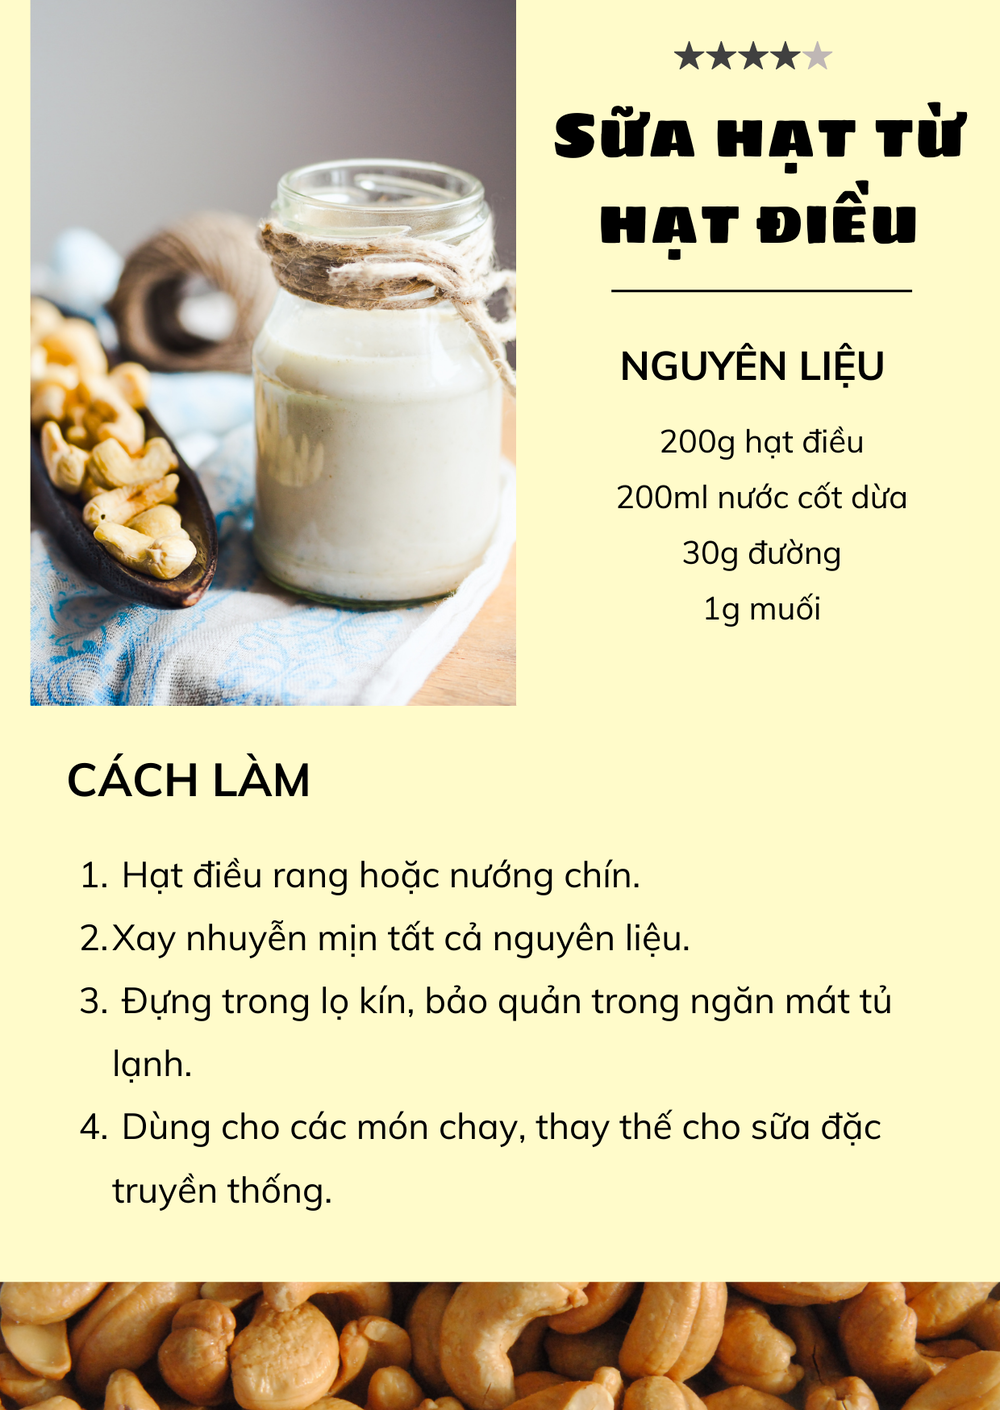 Sữa hạt từ
hạt điều
NGUYÊN LIỆU
200g hạt điều
200ml nước cốt dừa
30g đường
1g muối
CÁCH LÀM
1. Hạt điều rang hoặc nướng chín.
2.Xay nhuyễn mịn tất cả nguyên liệu.
3. Đựng trong lọ kín, bảo quản trong ngăn mát tủ
lạnh.
4. Dùng cho các món chay, thay thế cho sữa đặc
truyền thống.